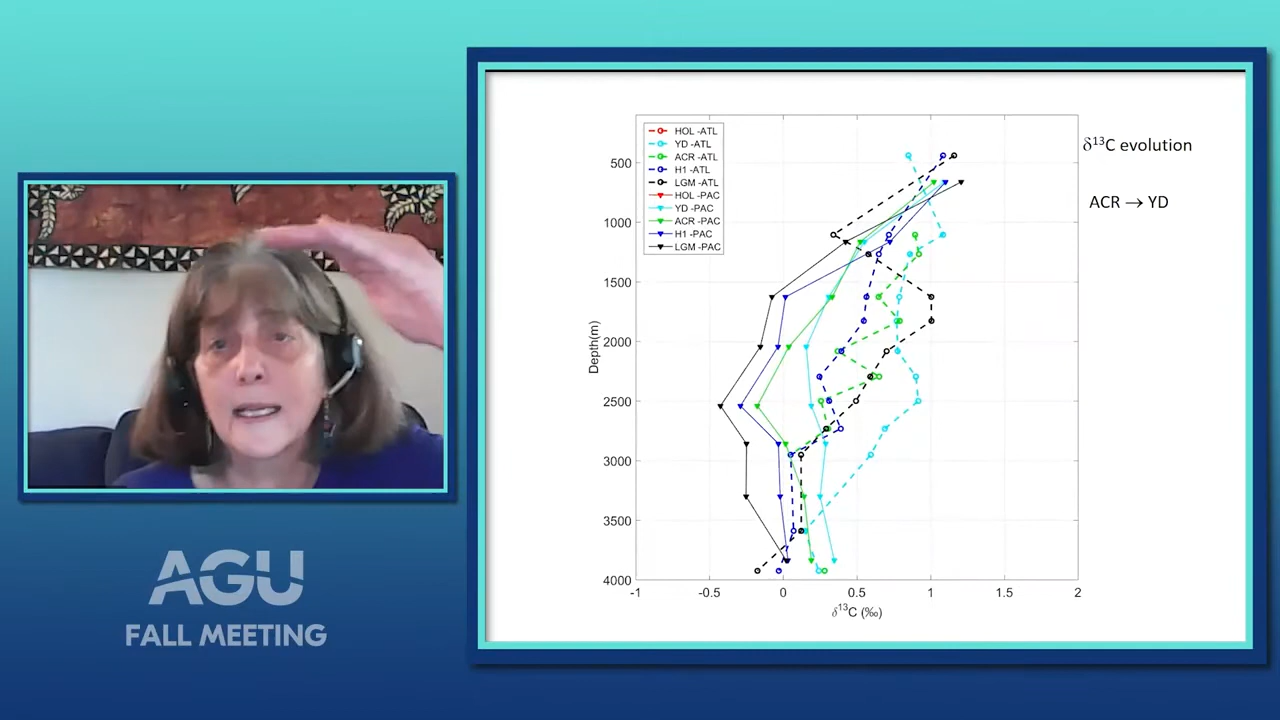 AGU
FALL MEETING
HOL -ATL
YD -ATL
ACR -ATL
H1 -ATL
LGM -ATL
HOL -PAC
YD -PAC
ACR -PAC
H1 -PAC
LGM -PAC
500
1000
1500
2000
2500
3000
3500
4000
Depth(m)
-1 -0.5 0 0.5 1 1.5 2
δ¹³C (‰)
δ¹³C evolution
ACR → YD